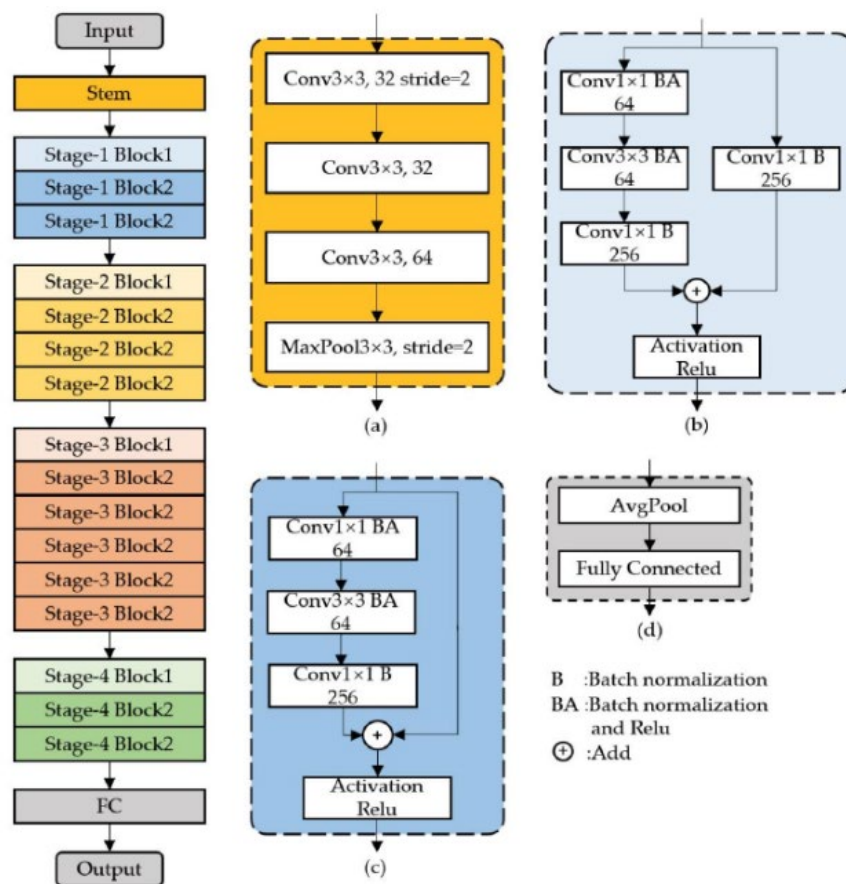 Input
Stem
Stage-1 Block1
Stage-1 Block2
Stage-1 Block2
Stage-2 Block1
Stage-2 Block2
Stage-2 Block2
Stage-2 Block2
Stage-3 Block1
Stage-3 Block2
Stage-3 Block2
Stage-3 Block2
Stage-3 Block2
Stage-3 Block2
Stage-4 Block1
Stage-4 Block2
Stage-4 Block2
FC
Output
Conv3×3, 32 stride=2
Conv3×3, 32
Conv3×3, 64
MaxPool3×3, stride=2
(a)
Conv1×1 BA
64
Conv3×3 BA
64
Conv1×1 B
256
Conv1×1 B
256
+
Activation
Relu
(b)
Conv1×1 BA
64
Conv3×3 BA
64
Conv1×1 B
256
+
Activation
Relu
(c)
AvgPool
Fully Connected
(d)
B :Batch normalization
BA :Batch normalization
and Relu
⊕ :Add